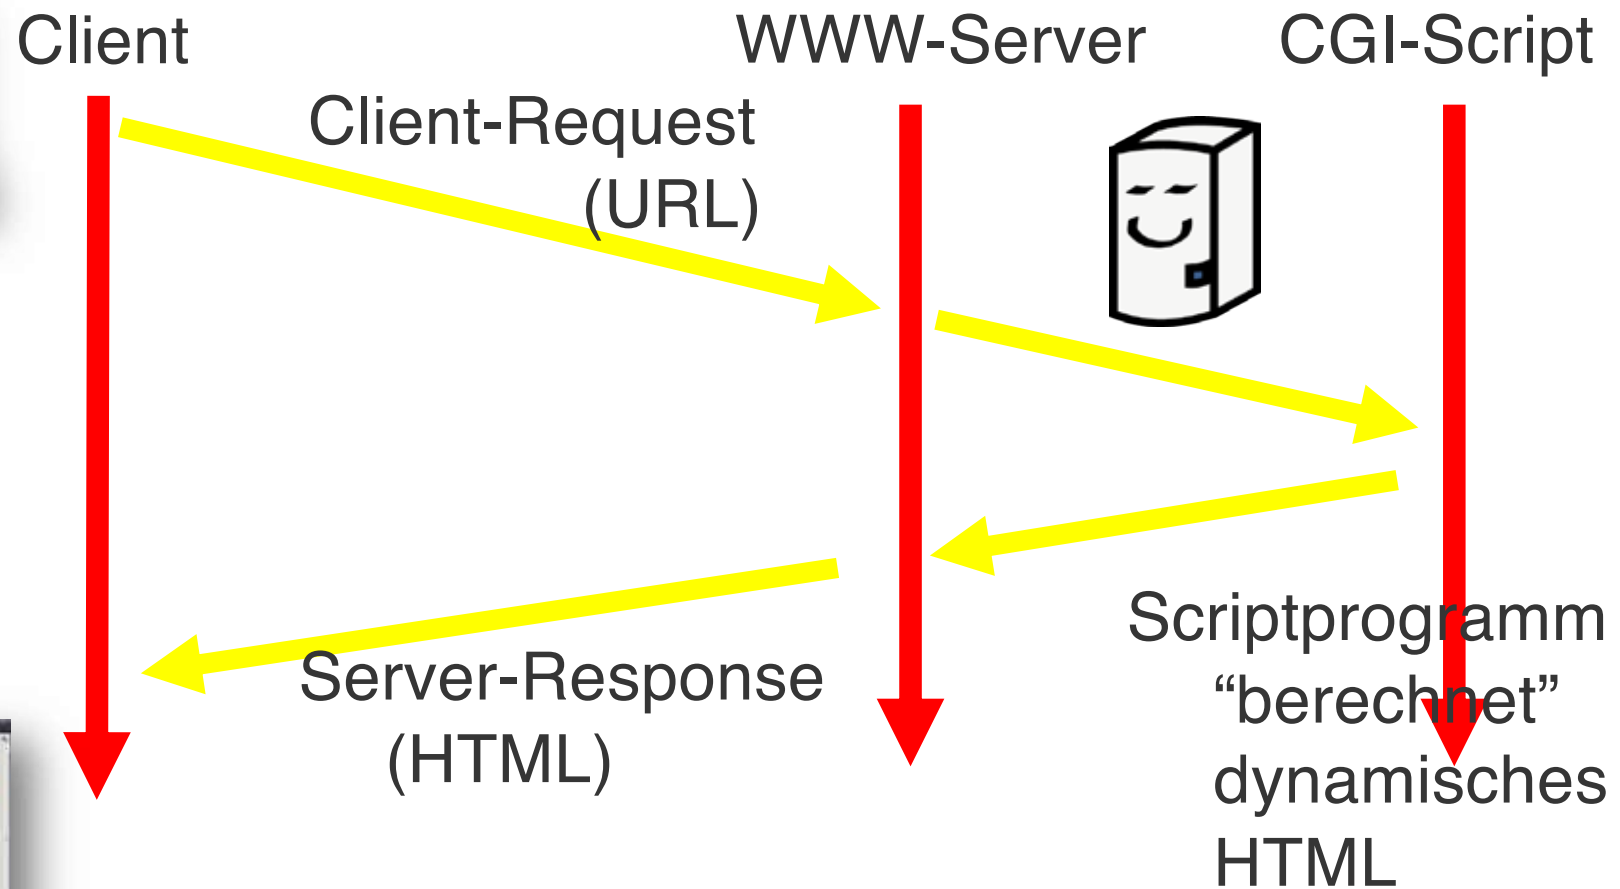 Client
WWW-Server
CGI-Script
Client-Request
(URL)
Server-Response
(HTML)
Scriptprogramm
“berechnet”
dynamisches
HTML